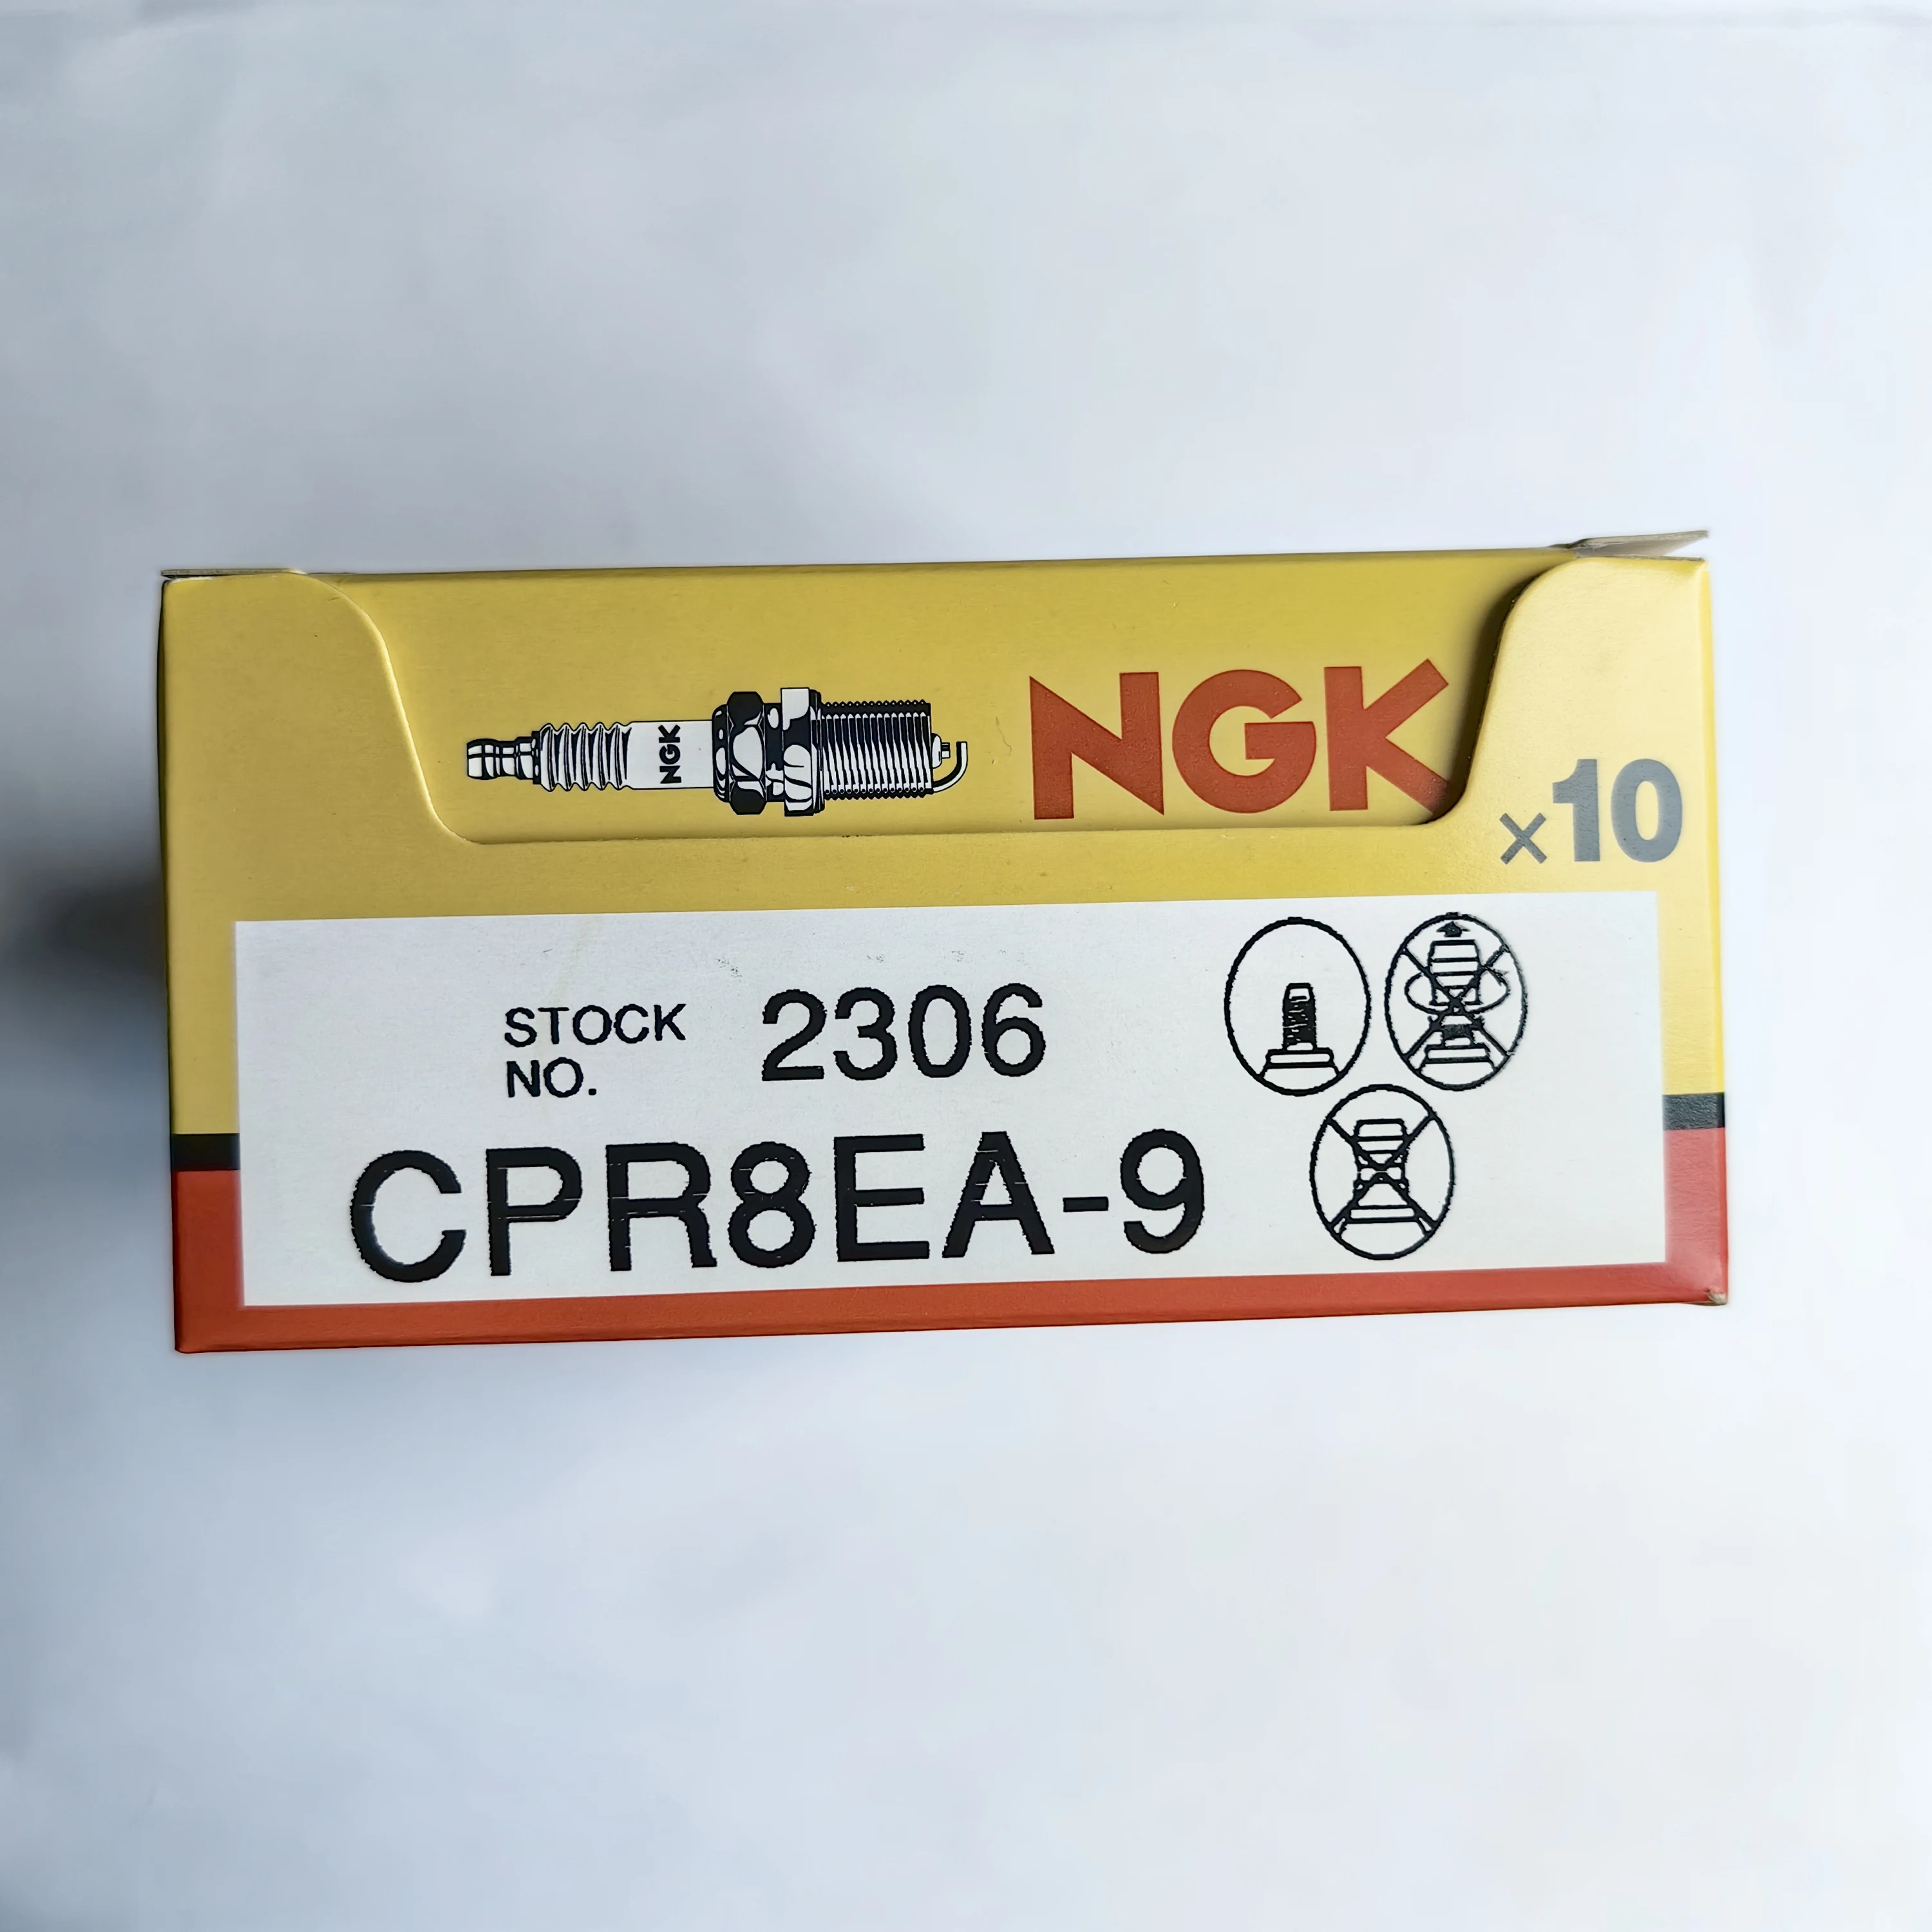 NGK
NGK
×10
STOCK NO. 2306
CPR8EA-9